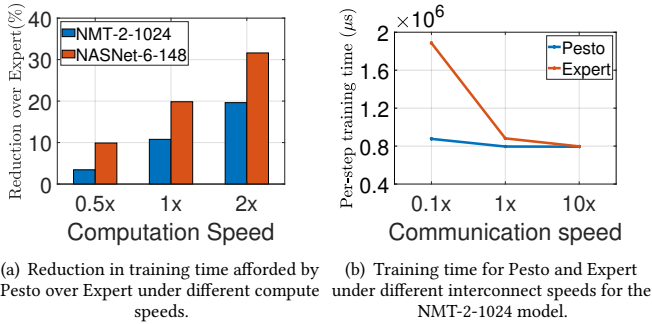 Reduction over Expert(%)
40
30
20
10
0
NMT-2-1024
NASNet-6-148
0.5x 1x 2x
Computation Speed
(a) Reduction in training time afforded by
Pesto over Expert under different compute
speeds.
Per-step training time (μs)
×10⁶
2
1.6
1.2
0.8
0.4
Pesto
Expert
0.1x 1x 10x
Communication speed
(b) Training time for Pesto and Expert
under different interconnect speeds for the
NMT-2-1024 model.